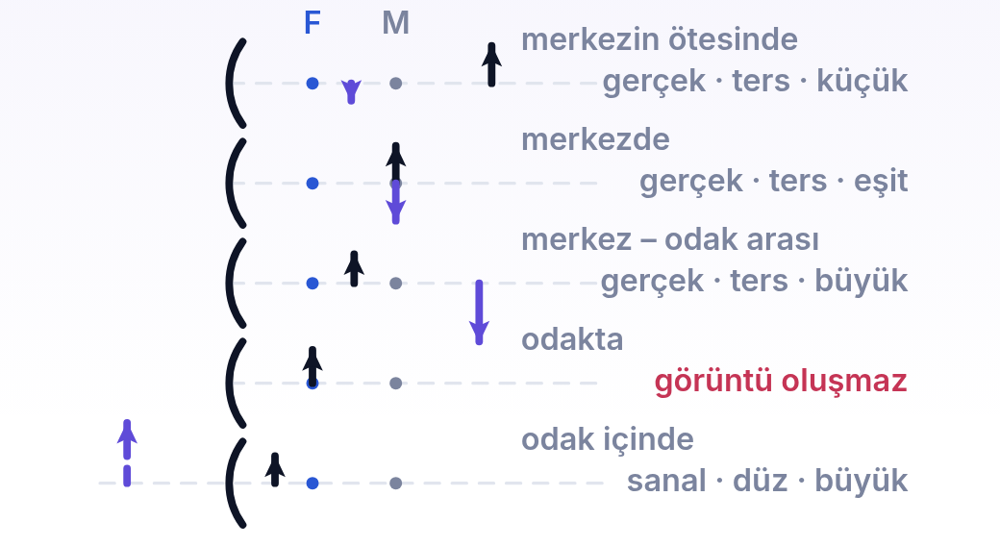 F M
merkezin ötesinde
gerçek · ters · küçük
merkezde
gerçek · ters · eşit
merkez – odak arası
gerçek · ters · büyük
odakta
görüntü oluşmaz
odak içinde
sanal · düz · büyük